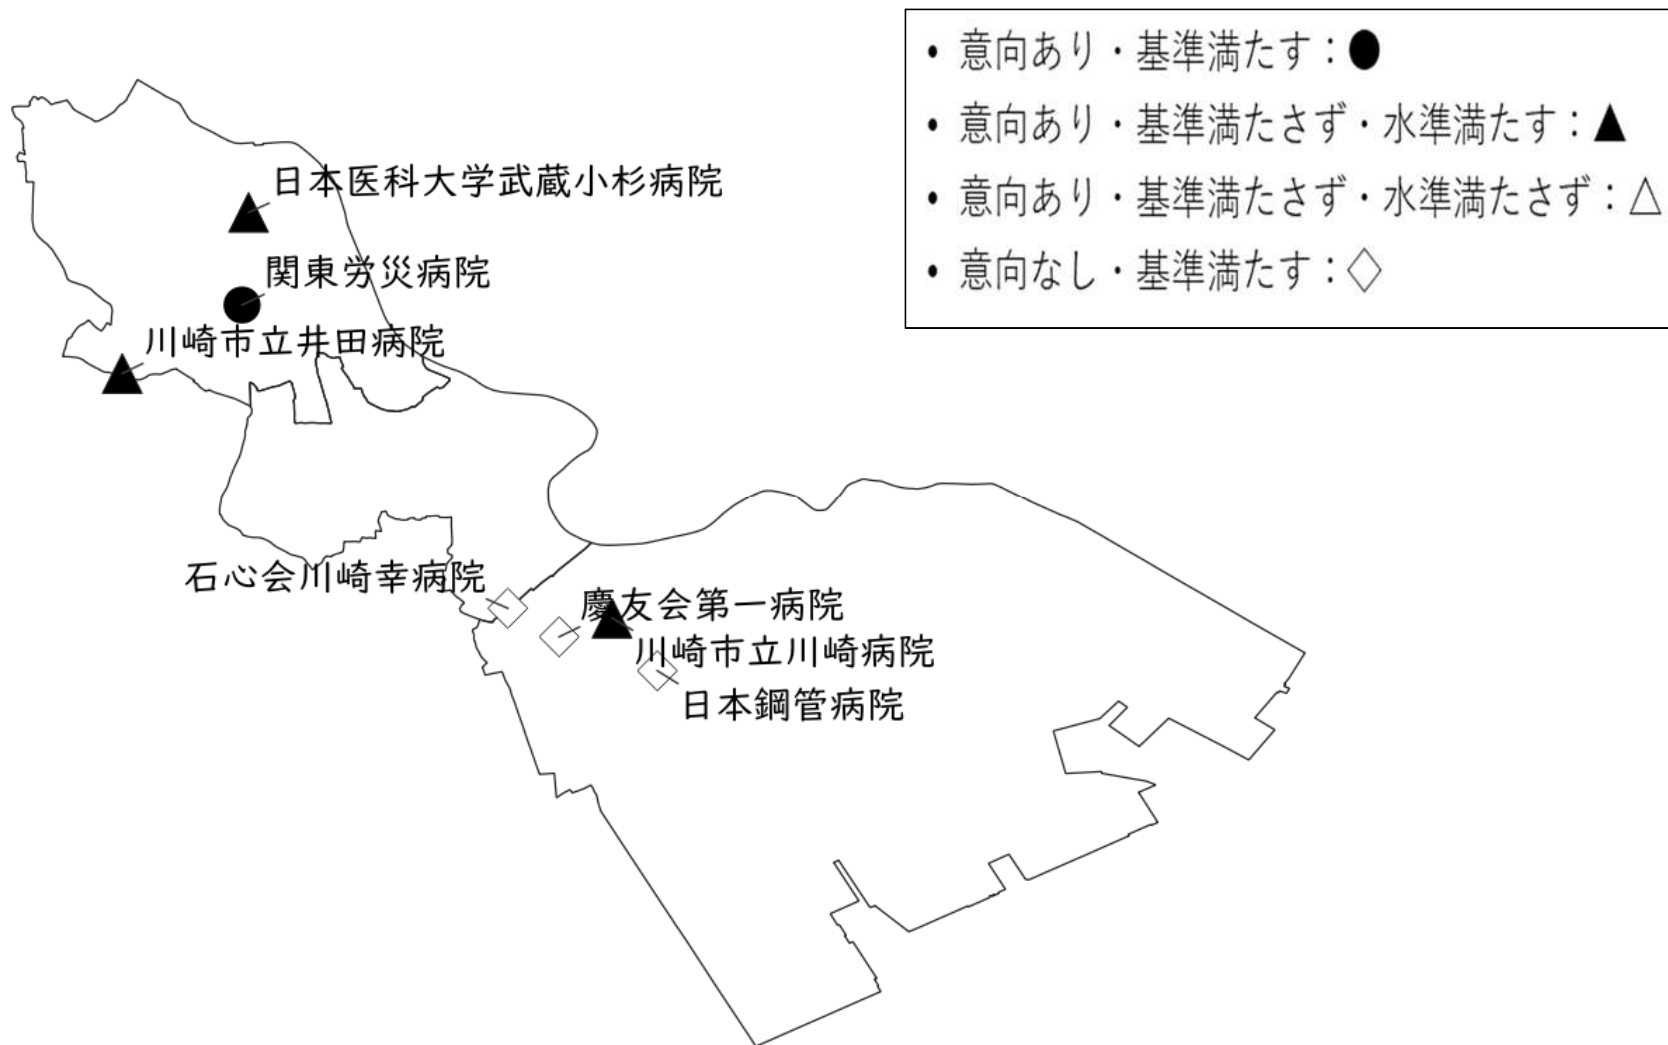 • 意向あり・基準満たす：●
• 意向あり・基準満たさず・水準満たす：▲
• 意向あり・基準満たさず・水準満たさず：△
• 意向なし・基準満たす：◇
日本医科大学武蔵小杉病院
関東労災病院
川崎市立井田病院
石心会川崎幸病院
慶友会第一病院
川崎市立川崎病院
日本鋼管病院